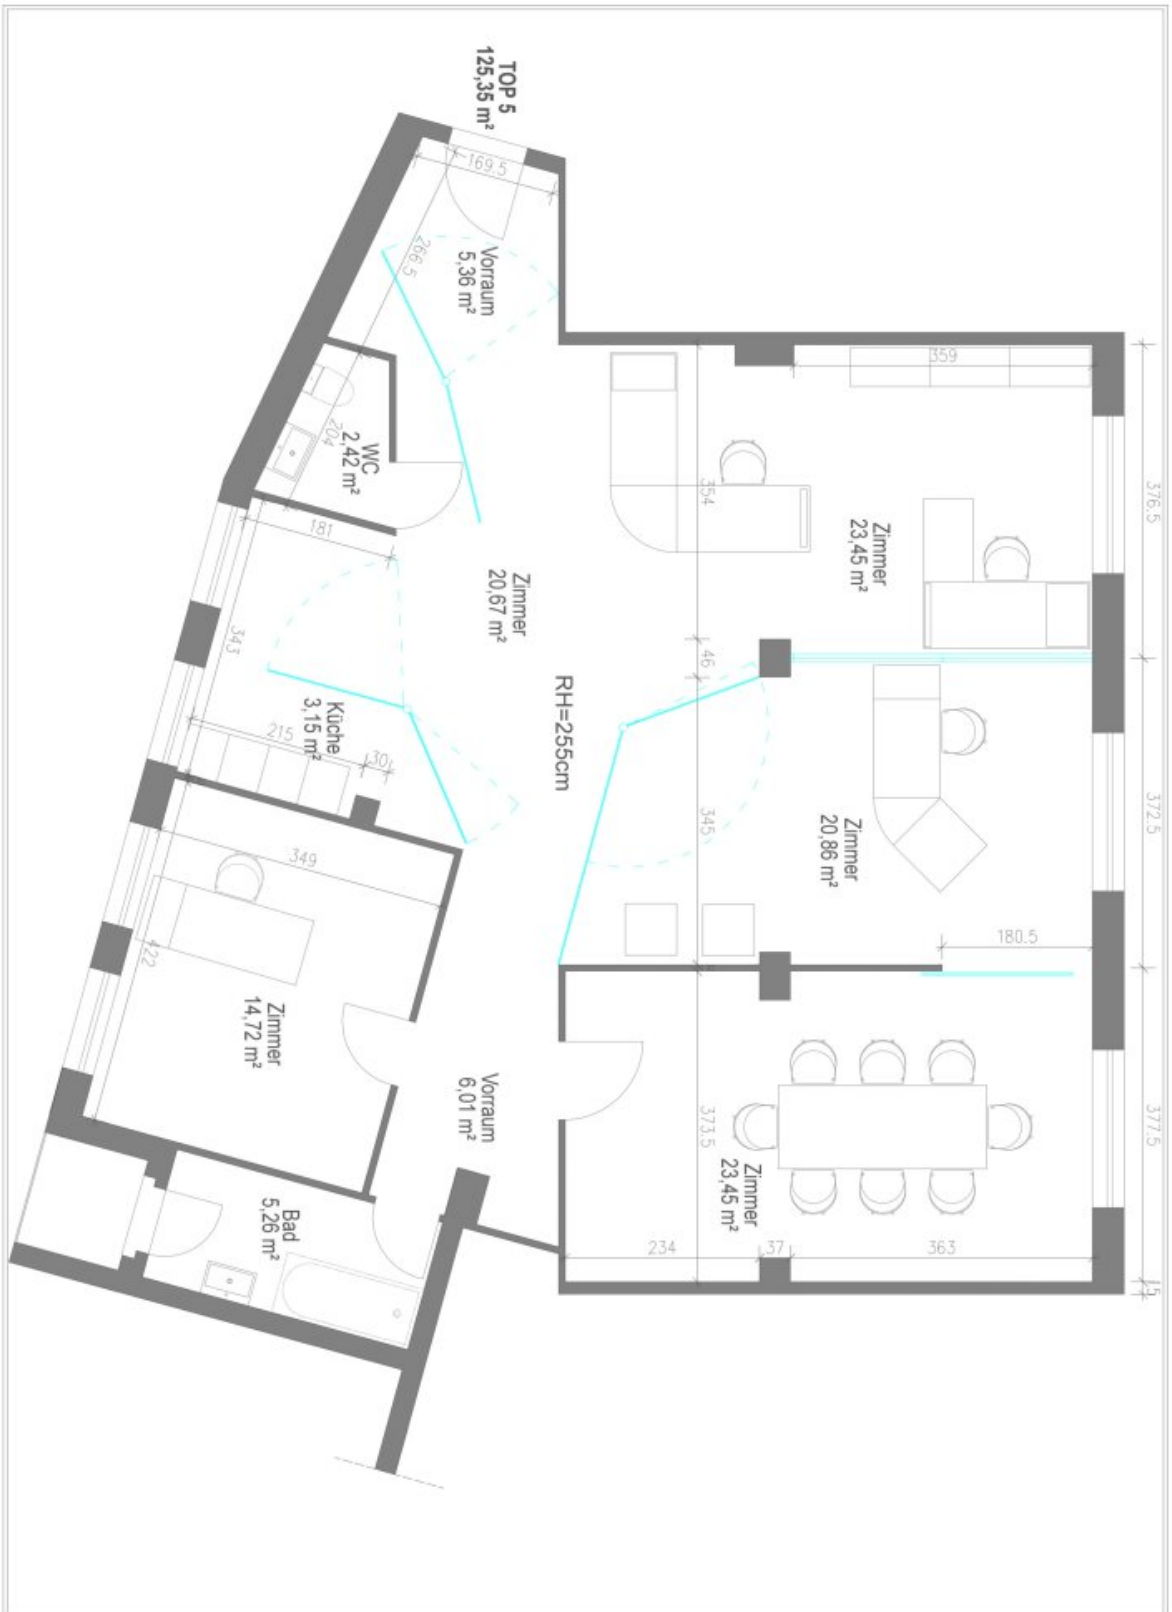 TOP 5
125,35 m²
169.5
266.5
Vorraum
5,36 m²
WC
2,42 m²
204
181
343
Küche
3,15 m²
215
30
Zimmer
20,67 m²
RH=255cm
359
354
46
345
Zimmer
23,45 m²
376.5
Zimmer
20,86 m²
372.5
180.5
349
422
Zimmer
14,72 m²
Vorraum
6,01 m²
Bad
5,26 m²
373.5
Zimmer
23,45 m²
377.5
234
37
363
15